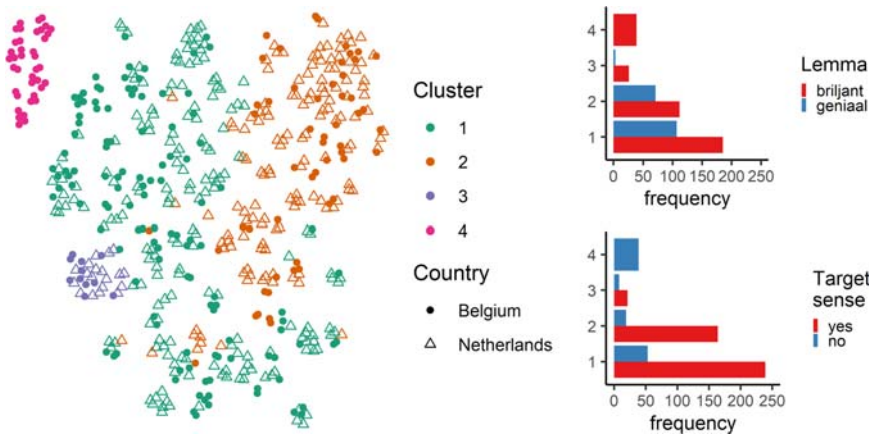 Cluster
1
2
3
4
Country
Belgium
Netherlands
4
3
2
1
0 50 100 150 200 250
frequency
Lemma
briljant
geniaal
4
3
2
1
0 50 100 150 200 250
frequency
Target
sense
yes
no